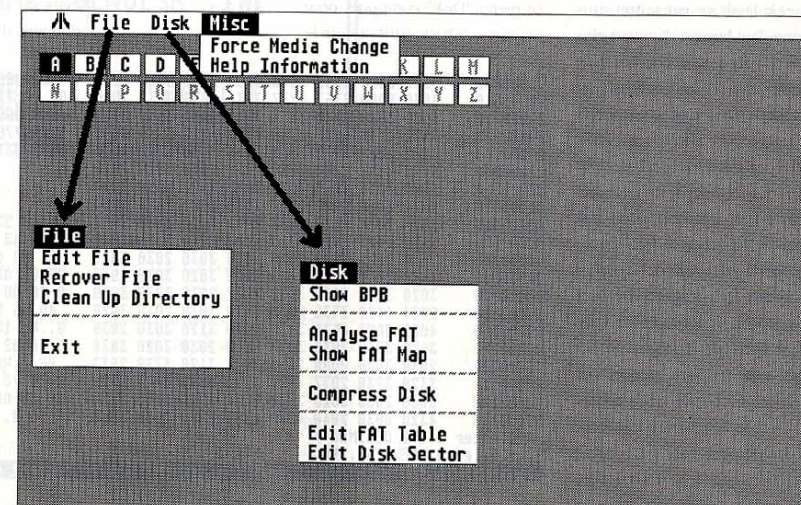 File Disk Misc
Force Media Change
Help Information
A B C D K L M
N O P Q R S T U V W X Y Z
File
Edit File
Recover File
Clean Up Directory
Exit
Disk
Show BPB
Analyse FAT
Show FAT Map
Compress Disk
Edit FAT Table
Edit Disk Sector